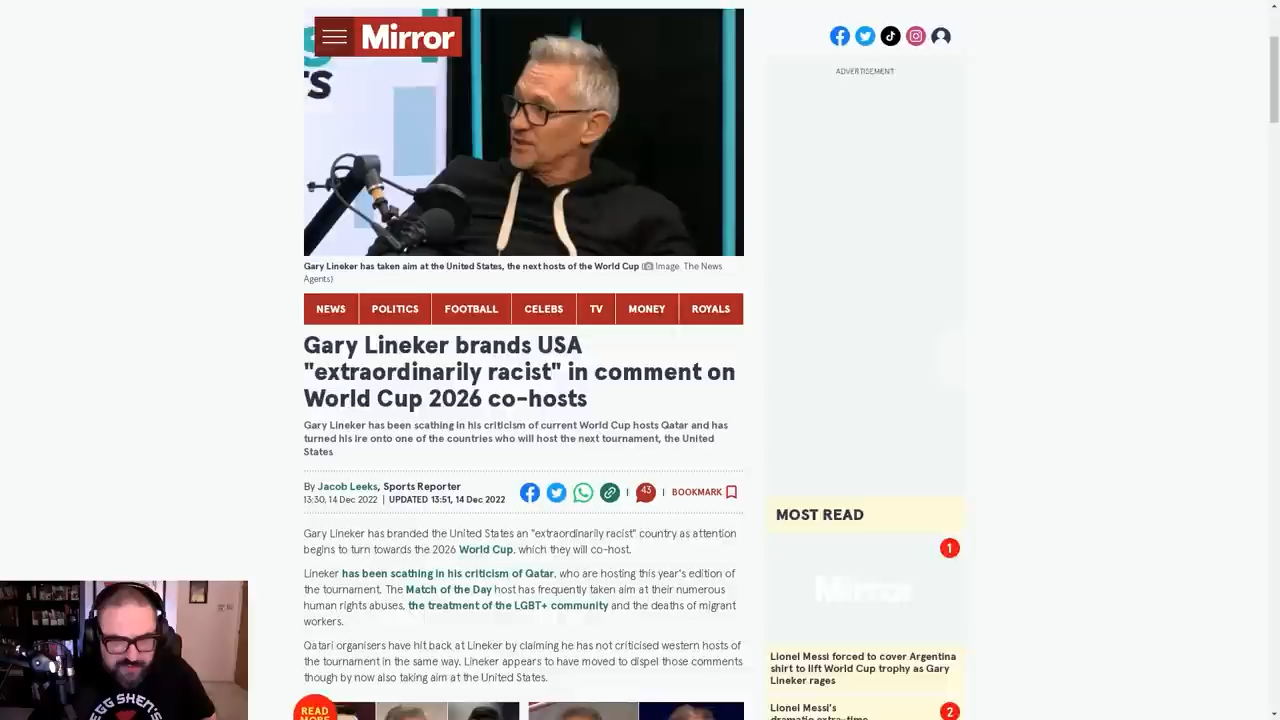 Mirror
TS
ADVERTISEMENT
Gary Lineker has taken aim at the United States, the next hosts of the World Cup (Image: The News
Agents)
NEWS POLITICS FOOTBALL CELEBS TV MONEY ROYALS
Gary Lineker brands USA
"extraordinarily racist" in comment on
World Cup 2026 co-hosts
Gary Lineker has been scathing in his criticism of current World Cup hosts Qatar and has
turned his ire onto one of the countries who will host the next tournament, the United
States
By Jacob Leeks, Sports Reporter
13:30, 14 Dec 2022 | UPDATED 13:51, 14 Dec 2022
43
BOOKMARK
Gary Lineker has branded the United States an "extraordinarily racist" country as attention
begins to turn towards the 2026 World Cup, which they will co-host.
Lineker has been scathing in his criticism of Qatar, who are hosting this year's edition of
the tournament. The Match of the Day host has frequently taken aim at their numerous
human rights abuses, the treatment of the LGBT+ community and the deaths of migrant
workers.
Qatari organisers have hit back at Lineker by claiming he has not criticised western hosts of
the tournament in the same way. Lineker appears to have moved to dispel those comments
though by now also taking aim at the United States.
READ
MORE
MOST READ
1
Mirror
Lionel Messi forced to cover Argentina
shirt to lift World Cup trophy as Gary
Lineker rages
2
Lionel Messi's
dramatic extra-time